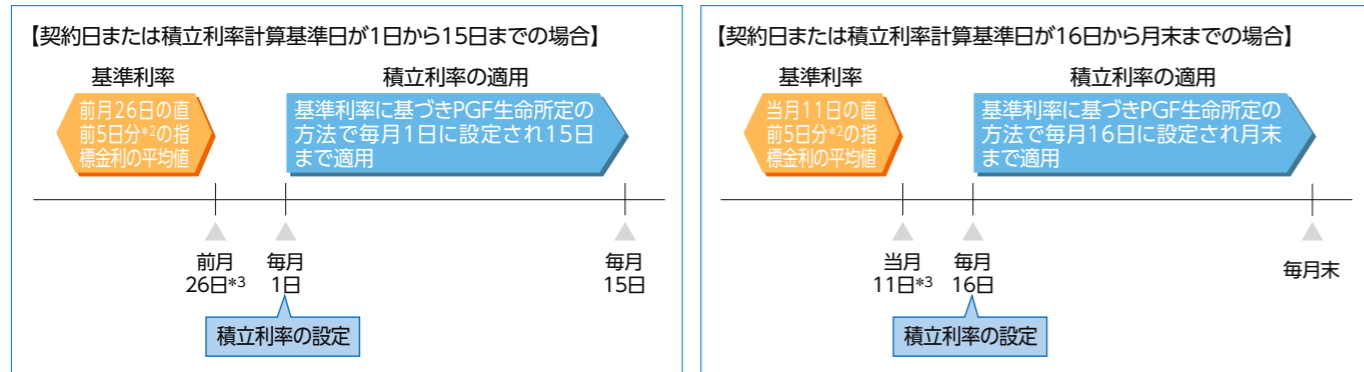 【契約日または積立利率計算基準日が1日から15日までの場合】
基準利率
積立利率の適用
前月26日の直
前5日分*2の指
標金利の平均値
基準利率に基づきPGF生命所定の
方法で毎月1日に設定され15日
まで適用
前月
26日*3
毎月
1日
毎月
15日
積立利率の設定
【契約日または積立利率計算基準日が16日から月末までの場合】
基準利率
積立利率の適用
当月11日の直
前5日分*2の指
標金利の平均値
基準利率に基づきPGF生命所定の
方法で毎月16日に設定され月末
まで適用
当月
11日*3
毎月
16日
毎月末
積立利率の設定